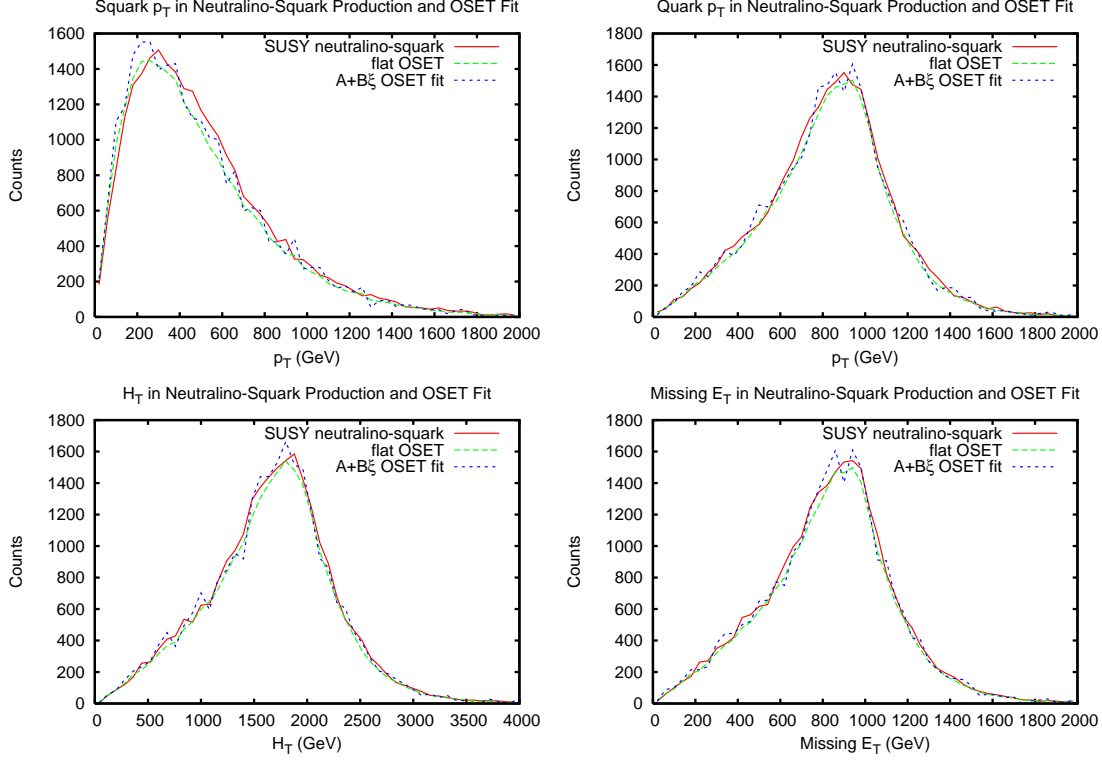 Squark p_T in Neutralino-Squark Production and OSET Fit
1600
1400
1200
1000
800
600
400
200
0
Counts
SUSY neutralino-squark
flat OSET
A+Bξ OSET fit
0 200 400 600 800 1000 1200 1400 1600 1800 2000
p_T (GeV)
Quark p_T in Neutralino-Squark Production and OSET Fit
1800
1600
1400
1200
1000
800
600
400
200
0
Counts
SUSY neutralino-squark
flat OSET
A+Bξ OSET fit
0 200 400 600 800 1000 1200 1400 1600 1800 2000
p_T (GeV)
H_T in Neutralino-Squark Production and OSET Fit
1800
1600
1400
1200
1000
800
600
400
200
0
Counts
SUSY neutralino-squark
flat OSET
A+Bξ OSET fit
0 500 1000 1500 2000 2500 3000 3500 4000
H_T (GeV)
Missing E_T in Neutralino-Squark Production and OSET Fit
1800
1600
1400
1200
1000
800
600
400
200
0
Counts
SUSY neutralino-squark
flat OSET
A+Bξ OSET fit
0 200 400 600 800 1000 1200 1400 1600 1800 2000
Missing E_T (GeV)